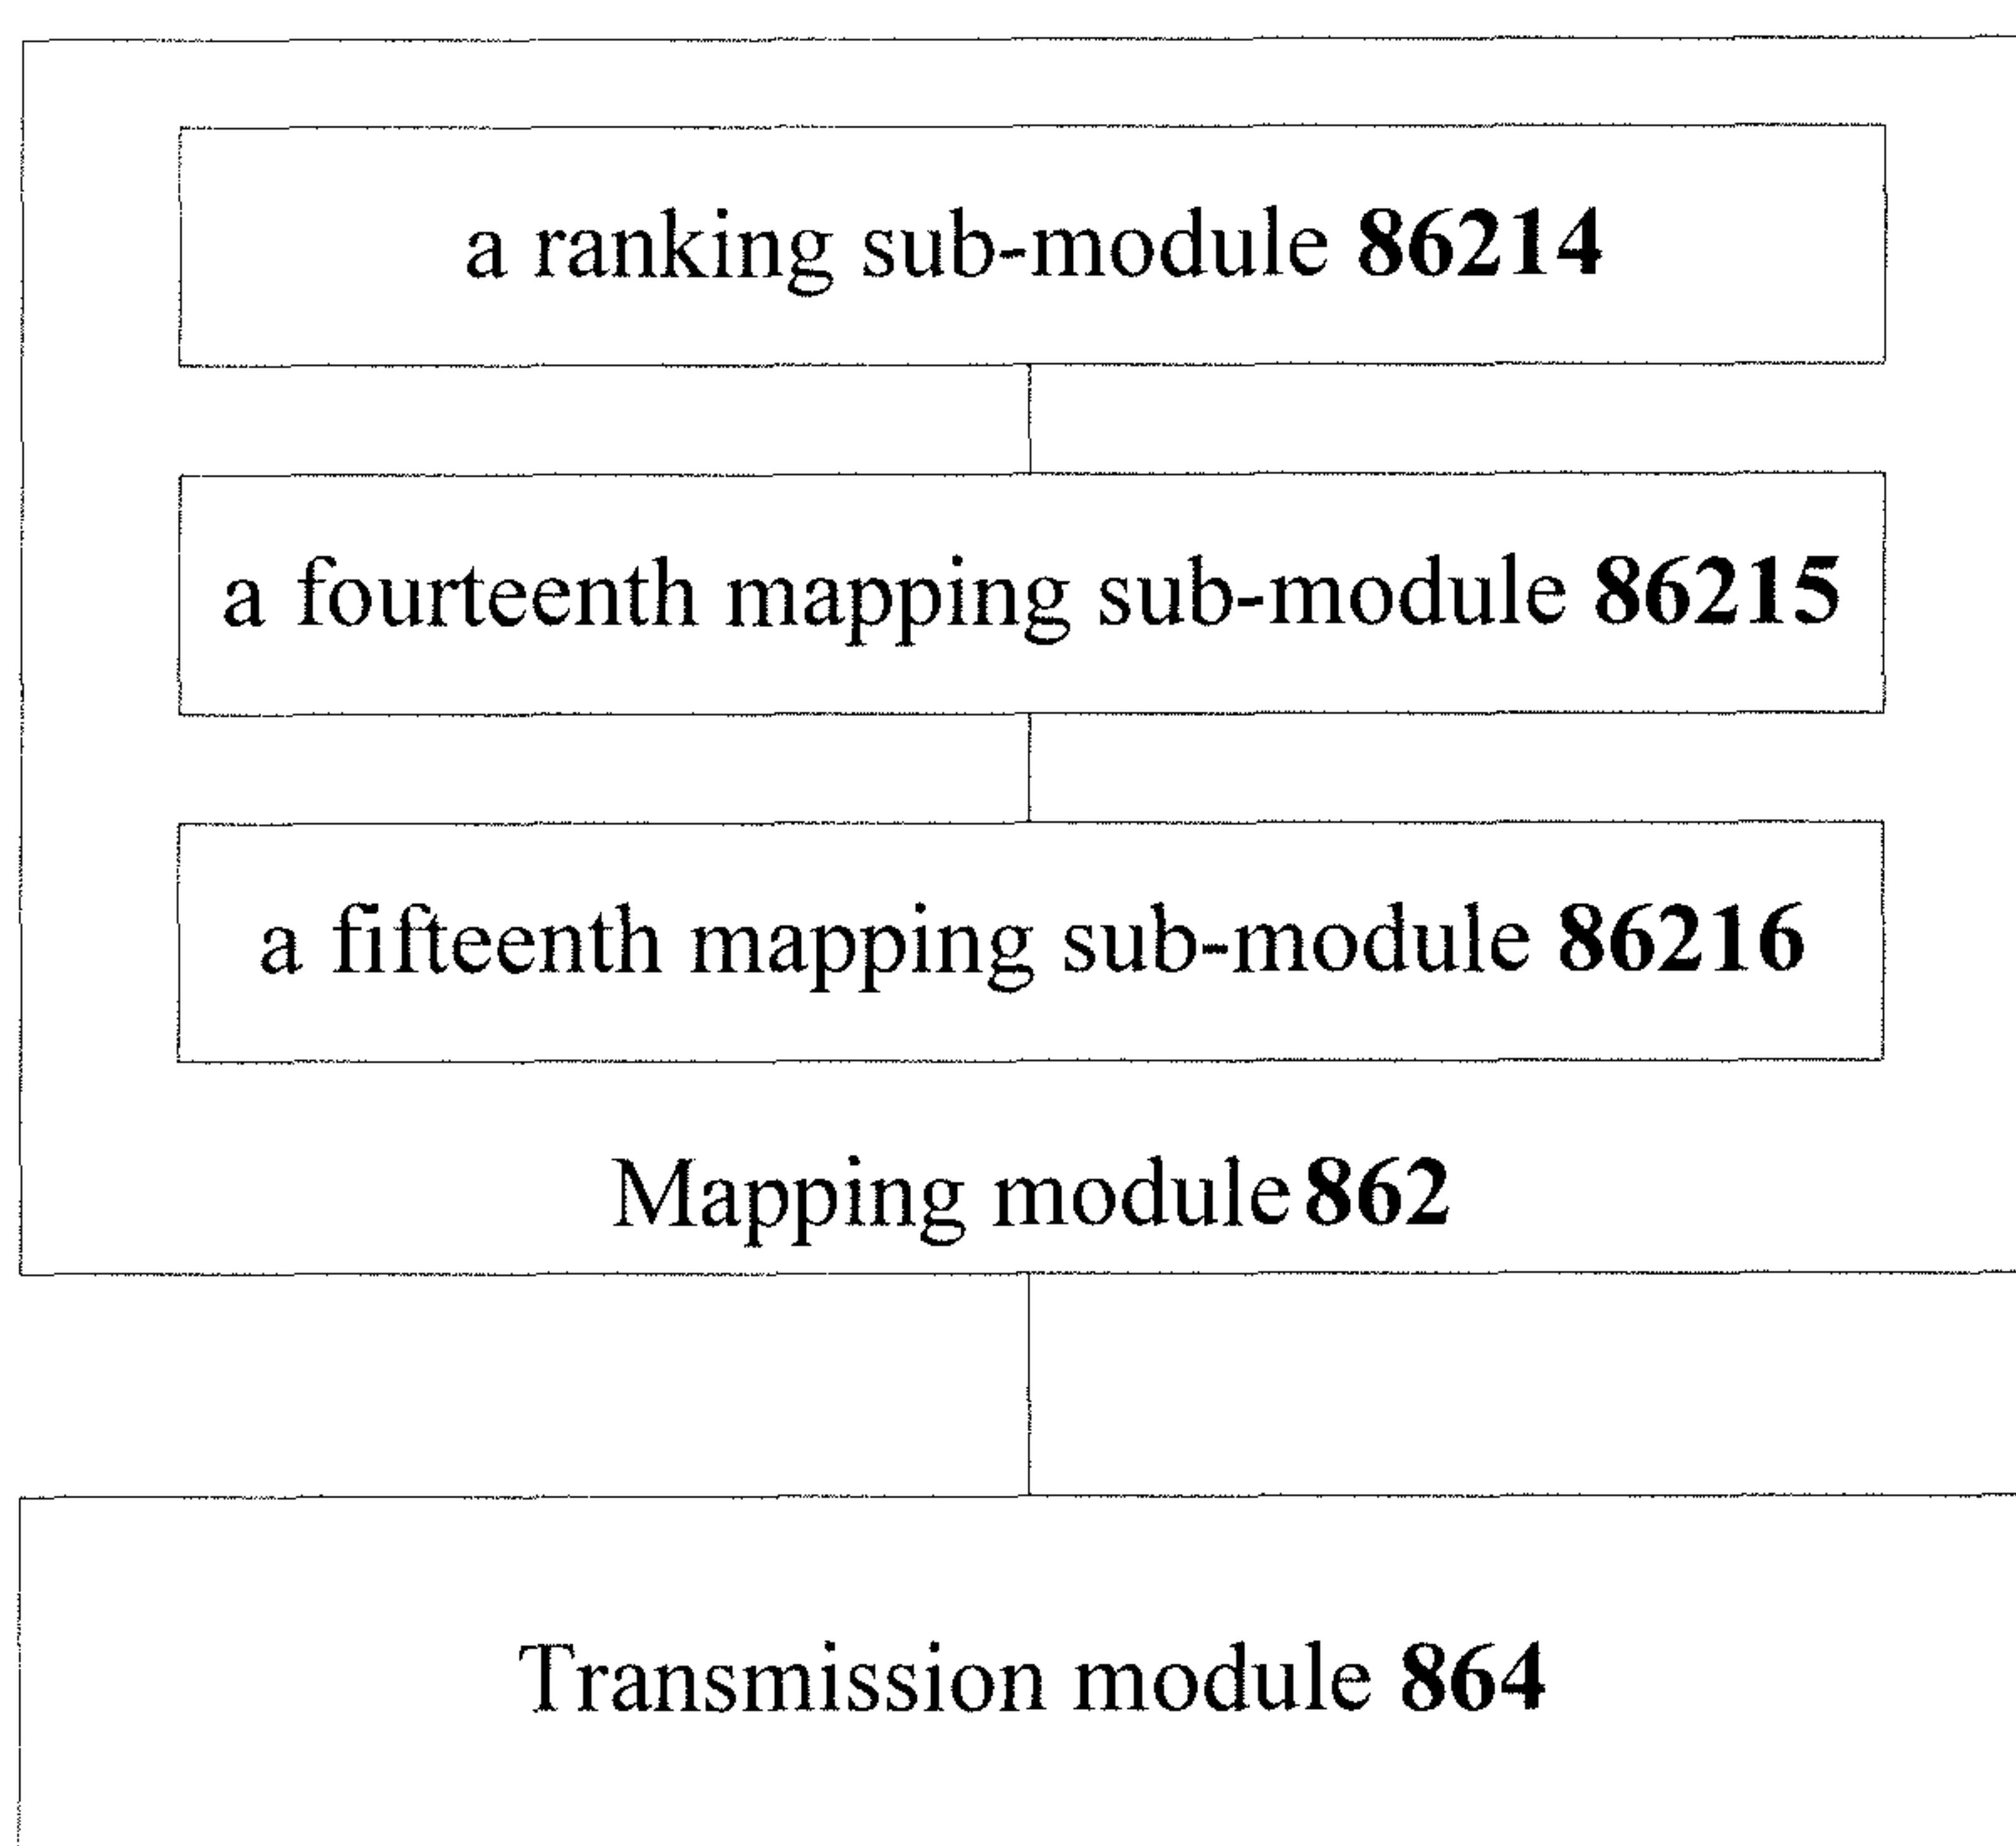 a ranking sub-module 86214
a fourteenth mapping sub-module 86215
a fifteenth mapping sub-module 86216
Mapping module 862
Transmission module 864